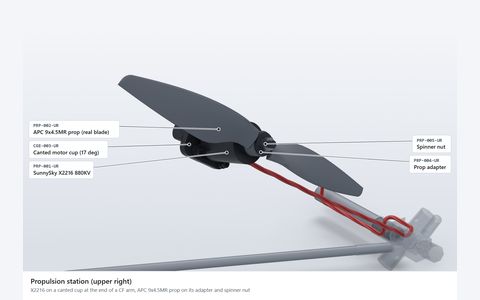 PRP-002-UR
APC 9x4.5MR prop (real blade)
CGE-003-UR
Canted motor cup (17 deg)
PRP-001-UR
SunnySky X2216 880KV
PRP-005-UR
Spinner nut
PRP-004-UR
Prop adapter
Propulsion station (upper right)
X2216 on a canted cup at the end of a CF arm, APC 9x4.5MR prop on its adapter and spinner nut